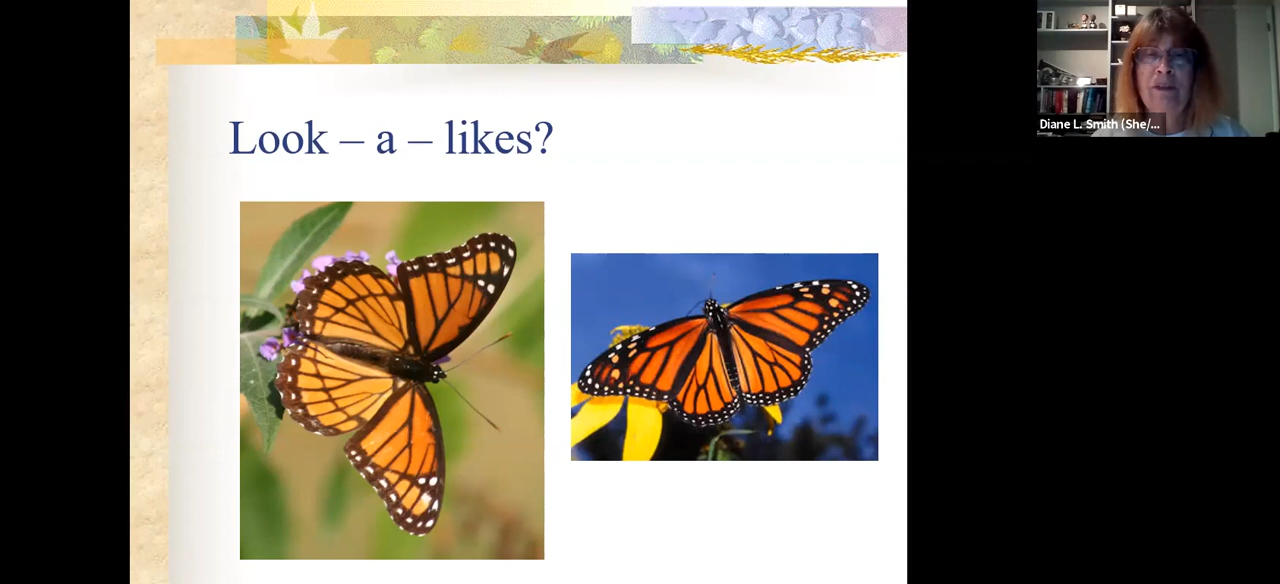 Look – a – likes?
Diane L. Smith (She/...